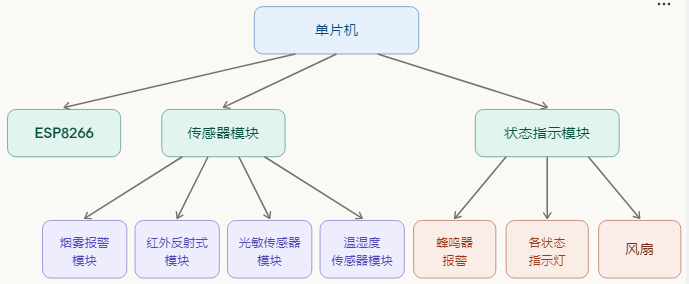 单片机
ESP8266
传感器模块
状态指示模块
烟雾报警
模块
红外反射式
模块
光敏传感器
模块
温湿度
传感器模块
蜂鸣器
报警
各状态
指示灯
风扇